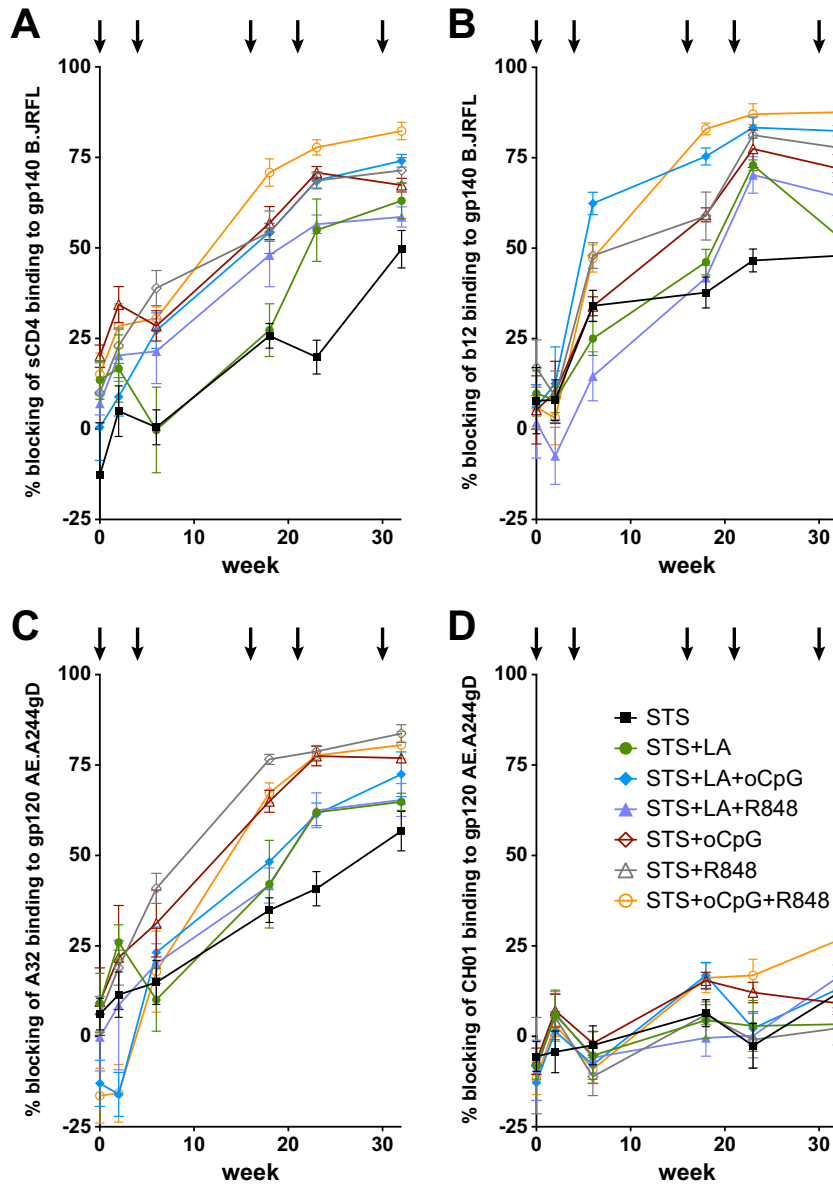 A
% blocking of sCD4 binding to gp140 B.JRFL
100
75
50
25
0
-25
0 10 20 30
week
B
% blocking of b12 binding to gp140 B.JRFL
100
75
50
25
0
-25
0 10 20 30
week
C
% blocking of A32 binding to gp120 AE.A244gD
100
75
50
25
0
-25
0 10 20 30
week
D
% blocking of CH01 binding to gp120 AE.A244gD
100
75
50
25
0
-25
0 10 20 30
week
STS
STS+LA
STS+LA+oCpG
STS+LA+R848
STS+oCpG
STS+R848
STS+oCpG+R848